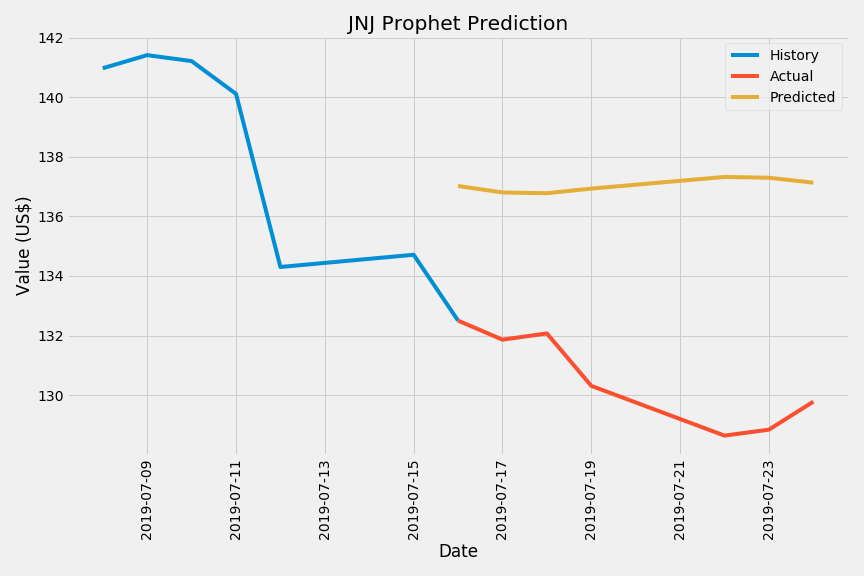 JNJ Prophet Prediction
History
Actual
Predicted
Value (US$)
142
140
138
136
134
132
130
2019-07-09
2019-07-11
2019-07-13
2019-07-15
2019-07-17
2019-07-19
2019-07-21
2019-07-23
Date